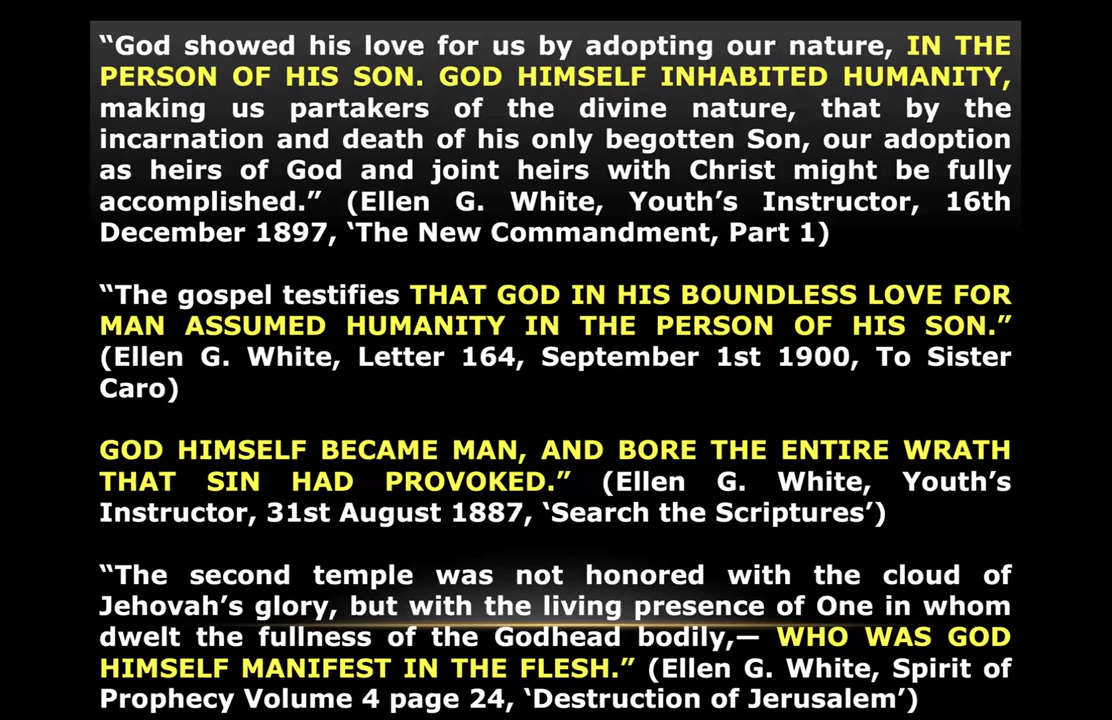 “God showed his love for us by adopting our nature, IN THE
PERSON OF HIS SON. GOD HIMSELF INHABITED HUMANITY,
making us partakers of the divine nature, that by the
incarnation and death of his only begotten Son, our adoption
as heirs of God and joint heirs with Christ might be fully
accomplished.” (Ellen G. White, Youth’s Instructor, 16th
December 1897, ‘The New Commandment, Part 1)
“The gospel testifies THAT GOD IN HIS BOUNDLESS LOVE FOR
MAN ASSUMED HUMANITY IN THE PERSON OF HIS SON.”
(Ellen G. White, Letter 164, September 1st 1900, To Sister
Caro)
GOD HIMSELF BECAME MAN, AND BORE THE ENTIRE WRATH
THAT SIN HAD PROVOKED.” (Ellen G. White, Youth’s
Instructor, 31st August 1887, ‘Search the Scriptures’)
“The second temple was not honored with the cloud of
Jehovah’s glory, but with the living presence of One in whom
dwelt the fullness of the Godhead bodily,— WHO WAS GOD
HIMSELF MANIFEST IN THE FLESH.” (Ellen G. White, Spirit of
Prophecy Volume 4 page 24, ‘Destruction of Jerusalem’)